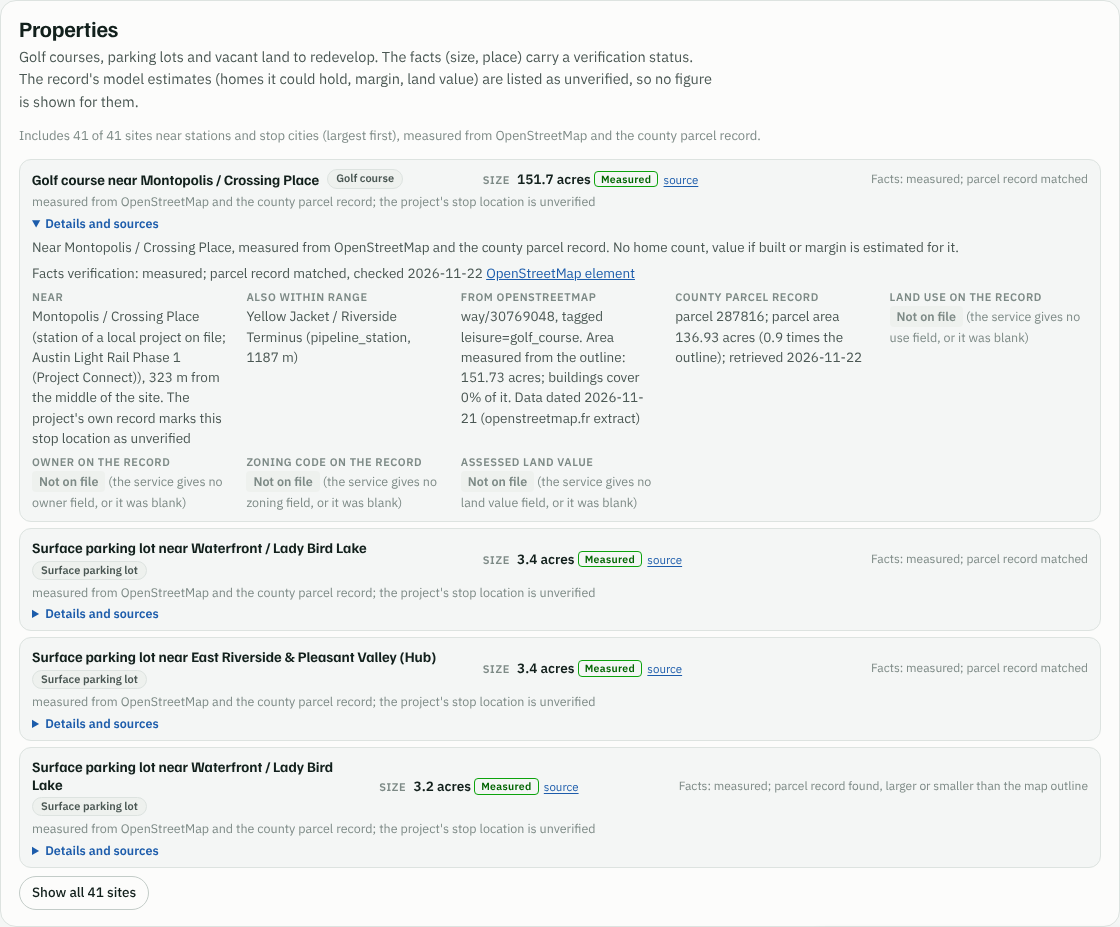 Properties
Golf courses, parking lots and vacant land to redevelop. The facts (size, place) carry a verification status.
The record's model estimates (homes it could hold, margin, land value) are listed as unverified, so no figure
is shown for them.
Includes 41 of 41 sites near stations and stop cities (largest first), measured from OpenStreetMap and the county parcel record.
Golf course near Montopolis / Crossing Place Golf course SIZE 151.7 acres Measured source Facts: measured; parcel record matched
measured from OpenStreetMap and the county parcel record; the project's stop location is unverified
▼ Details and sources
Near Montopolis / Crossing Place, measured from OpenStreetMap and the county parcel record. No home count, value if built or margin is estimated for it.
Facts verification: measured; parcel record matched, checked 2026-11-22 OpenStreetMap element
NEAR
Montopolis / Crossing Place
(station of a local project on file;
Austin Light Rail Phase 1
(Project Connect)), 323 m from
the middle of the site. The
project's own record marks this
stop location as unverified
ALSO WITHIN RANGE
Yellow Jacket / Riverside
Terminus (pipeline_station,
1187 m)
FROM OPENSTREETMAP
way/30769048, tagged
leisure=golf_course. Area
measured from the outline:
151.73 acres; buildings cover
0% of it. Data dated 2026-11-
21 (openstreetmap.fr extract)
COUNTY PARCEL RECORD
parcel 287816; parcel area
136.93 acres (0.9 times the
outline); retrieved 2026-11-22
LAND USE ON THE RECORD
Not on file (the service gives no
use field, or it was blank)
OWNER ON THE RECORD
Not on file (the service gives no
owner field, or it was blank)
ZONING CODE ON THE RECORD
Not on file (the service gives no
zoning field, or it was blank)
ASSESSED LAND VALUE
Not on file (the service gives no
land value field, or it was blank)
Surface parking lot near Waterfront / Lady Bird Lake
Surface parking lot
SIZE 3.4 acres Measured source
Facts: measured; parcel record matched
measured from OpenStreetMap and the county parcel record; the project's stop location is unverified
▶ Details and sources
Surface parking lot near East Riverside & Pleasant Valley (Hub)
Surface parking lot
SIZE 3.4 acres Measured source
Facts: measured; parcel record matched
measured from OpenStreetMap and the county parcel record; the project's stop location is unverified
▶ Details and sources
Surface parking lot near Waterfront / Lady Bird
Lake
Surface parking lot
SIZE 3.2 acres Measured source
Facts: measured; parcel record found, larger or smaller than the map outline
measured from OpenStreetMap and the county parcel record; the project's stop location is unverified
▶ Details and sources
Show all 41 sites